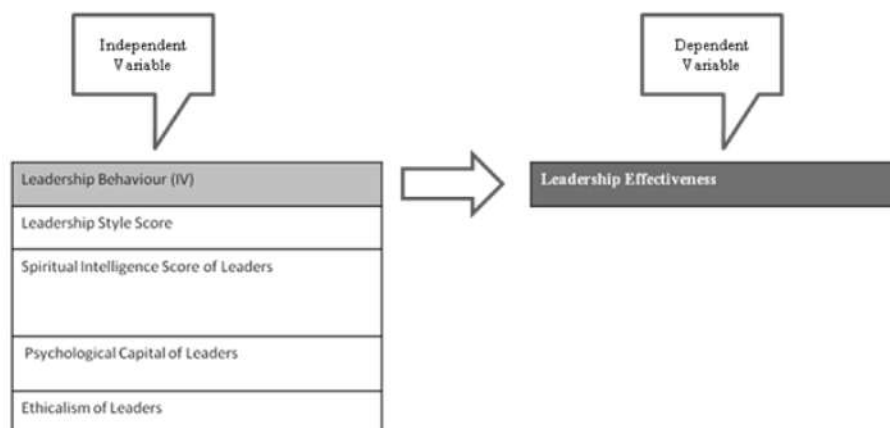 Independent
Variable
Dependent
Variable
Leadership Behaviour (IV)
Leadership Effectiveness
Leadership Style Score
Spiritual Intelligence Score of Leaders
Psychological Capital of Leaders
Ethicalism of Leaders